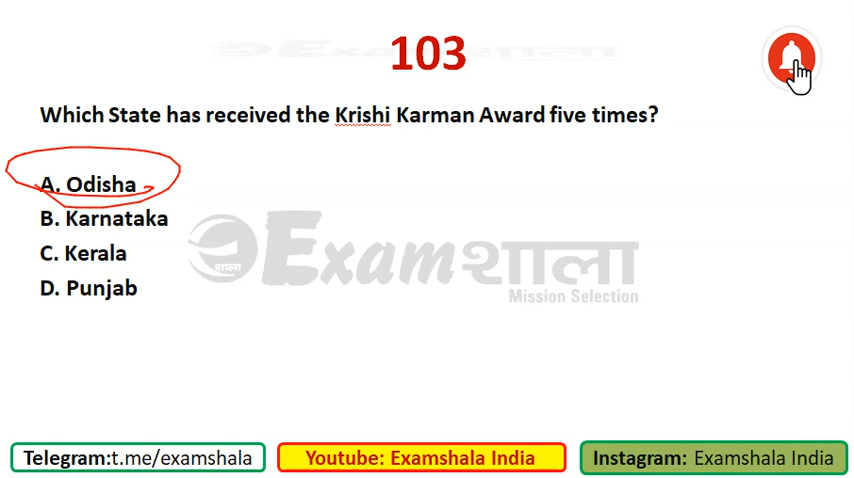 103
Which State has received the Krishi Karman Award five times?
A. Odisha
B. Karnataka
C. Kerala
D. Punjab
शाला Examशाला
Mission Selection
Telegram:t.me/examshala
Youtube: Examshala India
Instagram: Examshala India